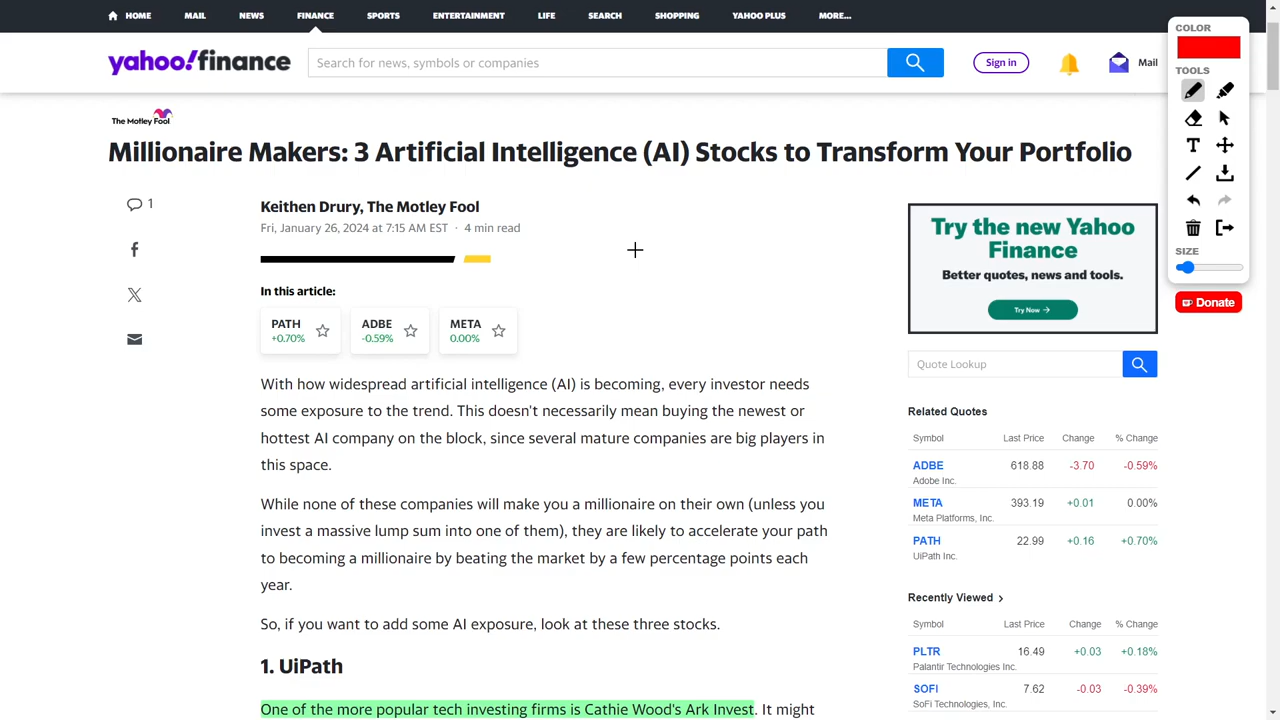 HOME MAIL NEWS FINANCE SPORTS ENTERTAINMENT LIFE SEARCH SHOPPING YAHOO PLUS MORE...
yahoo!finance
Search for news, symbols or companies
Sign in
Mail
The Motley Fool
Millionaire Makers: 3 Artificial Intelligence (AI) Stocks to Transform Your Portfolio
1
Keithen Drury, The Motley Fool
Fri, January 26, 2024 at 7:15 AM EST · 4 min read
In this article:
PATH
+0.70%
ADBE
-0.59%
META
0.00%
With how widespread artificial intelligence (AI) is becoming, every investor needs
some exposure to the trend. This doesn't necessarily mean buying the newest or
hottest AI company on the block, since several mature companies are big players in
this space.
While none of these companies will make you a millionaire on their own (unless you
invest a massive lump sum into one of them), they are likely to accelerate your path
to becoming a millionaire by beating the market by a few percentage points each
year.
So, if you want to add some AI exposure, look at these three stocks.
1. UiPath
One of the more popular tech investing firms is Cathie Wood's Ark Invest. It might
Try the new Yahoo
Finance
Better quotes, news and tools.
Try Now →
Quote Lookup
Related Quotes
Symbol Last Price Change % Change
ADBE 618.88 -3.70 -0.59%
Adobe Inc.
META 393.19 +0.01 0.00%
Meta Platforms, Inc.
PATH 22.99 +0.16 +0.70%
UiPath Inc.
Recently Viewed >
Symbol Last Price Change % Change
PLTR 16.49 +0.03 +0.18%
Palantir Technologies Inc.
SOFI 7.62 -0.03 -0.39%
SoFi Technologies, Inc.
COLOR
TOOLS
T
SIZE
Donate